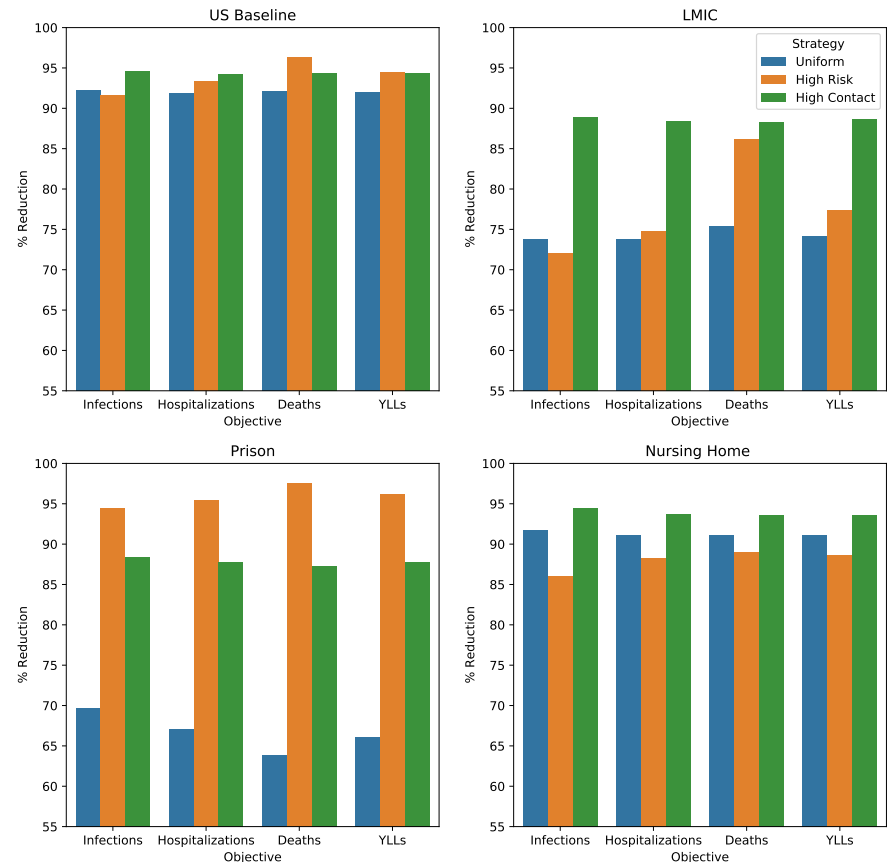 US Baseline
100
95
90
85
80
75
70
65
60
55
% Reduction
Infections Hospitalizations Deaths YLLs
Objective
LMIC
Strategy
Uniform
High Risk
High Contact
100
95
90
85
80
75
70
65
60
55
% Reduction
Infections Hospitalizations Deaths YLLs
Objective
Prison
100
95
90
85
80
75
70
65
60
55
% Reduction
Infections Hospitalizations Deaths YLLs
Objective
Nursing Home
100
95
90
85
80
75
70
65
60
55
% Reduction
Infections Hospitalizations Deaths YLLs
Objective